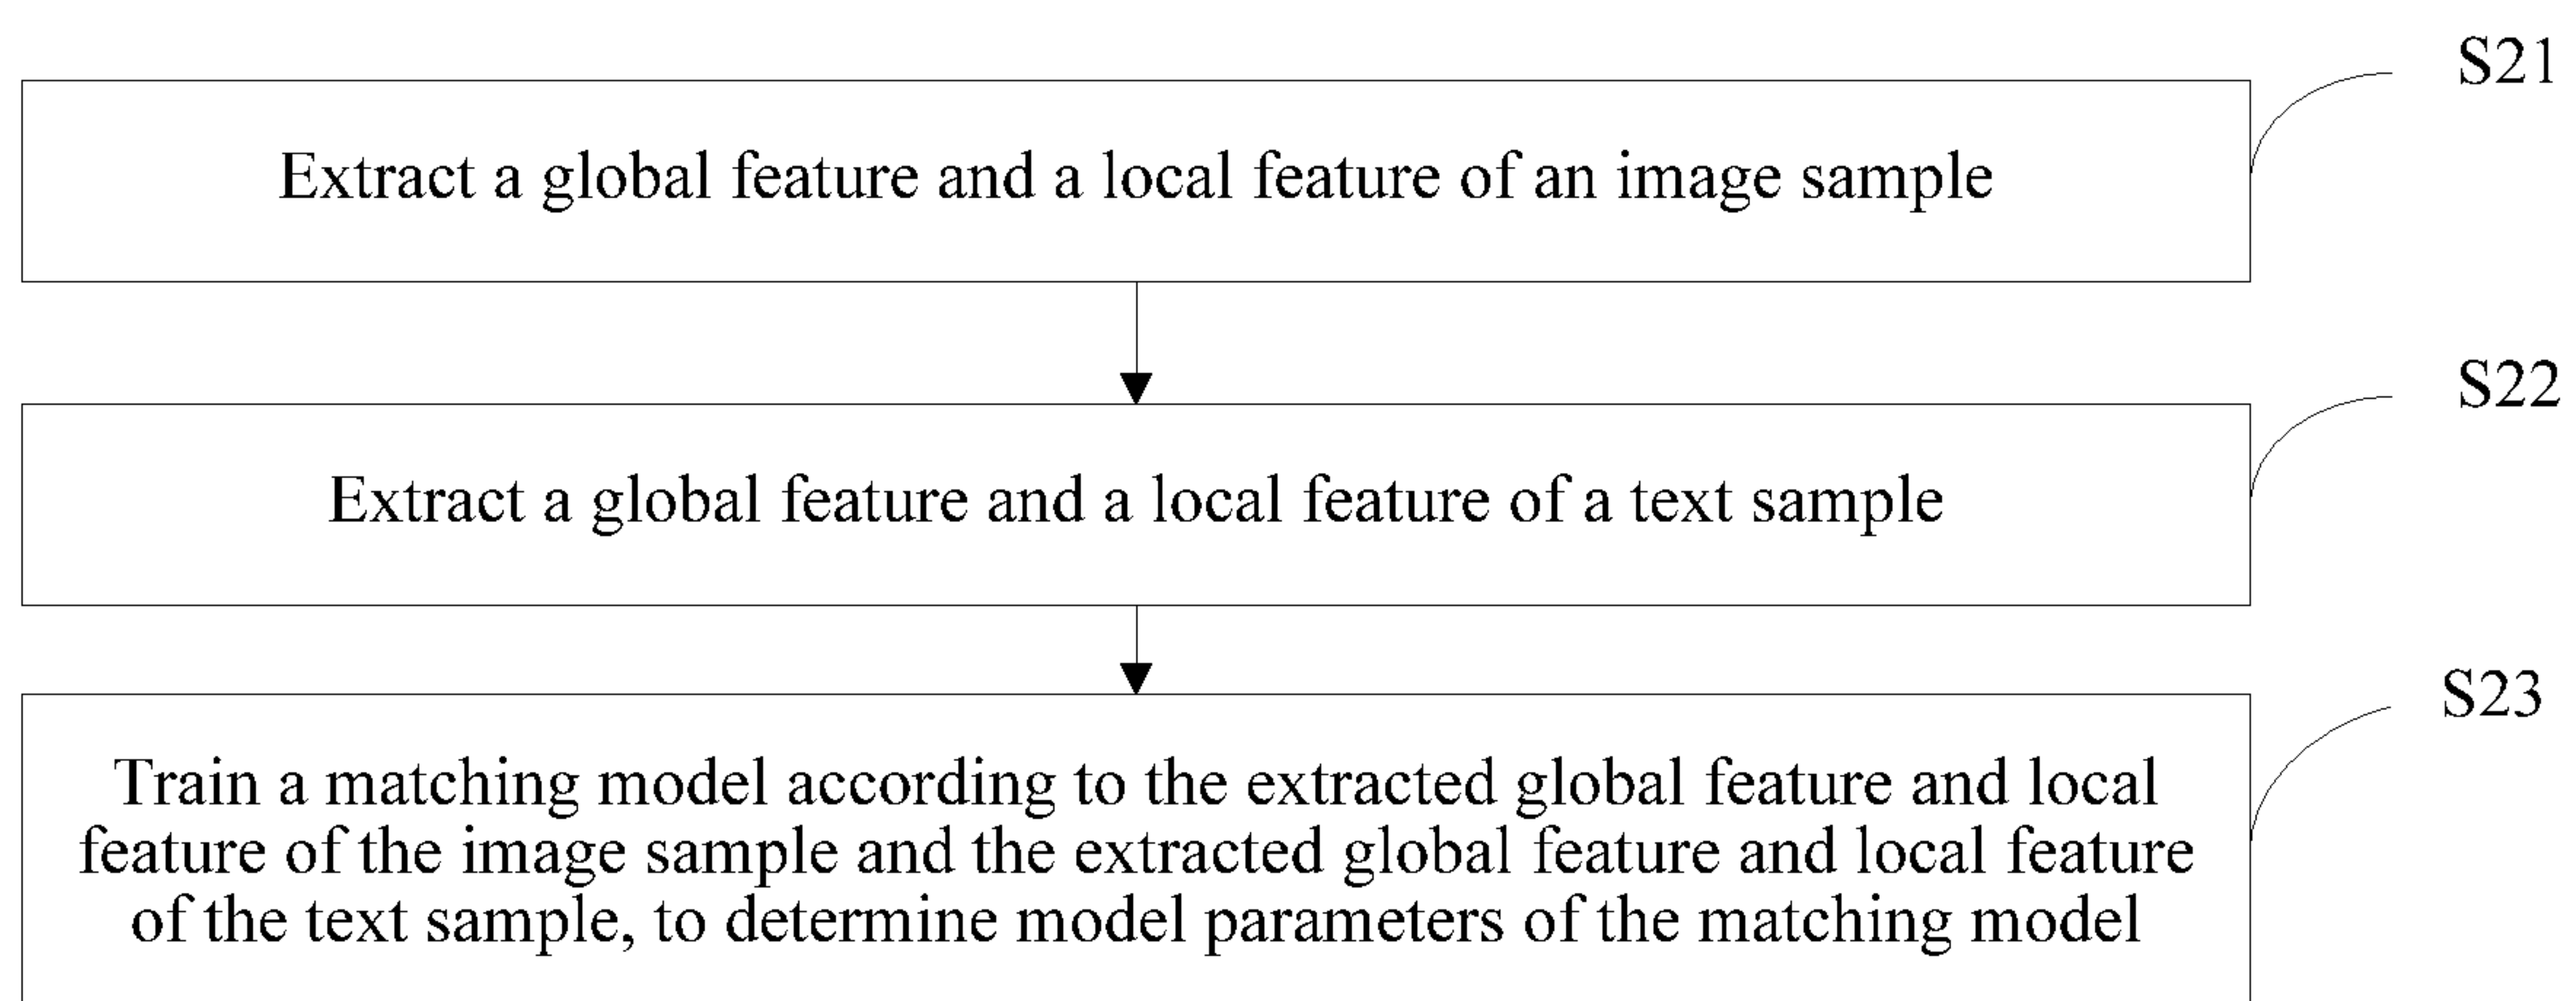 S21
Extract a global feature and a local feature of an image sample
S22
Extract a global feature and a local feature of a text sample
S23
Train a matching model according to the extracted global feature and local
feature of the image sample and the extracted global feature and local feature
of the text sample, to determine model parameters of the matching model